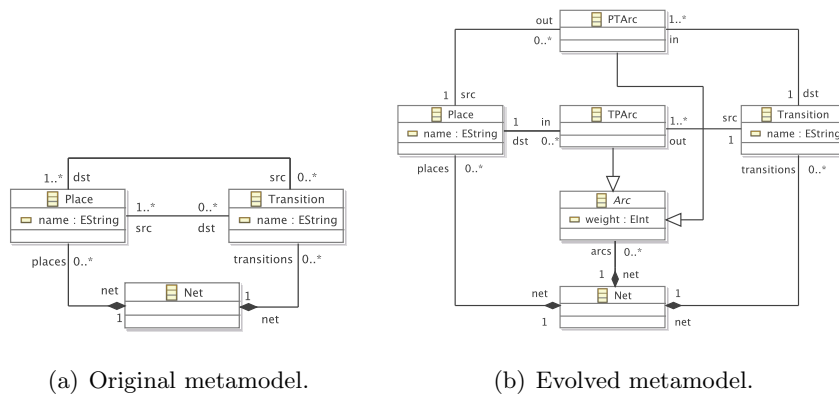 1..*
dst
src
0..*
Place
name : EString
1..*
src
0..*
dst
Transition
name : EString
places
0..*
transitions
0..*
net
1
Net
1
net
(a) Original metamodel.
out
0..*
PTArc
1..*
in
1
src
1
dst
Place
name : EString
1
dst
in
0..*
TPArc
1..*
out
src
1
Transition
name : EString
places
0..*
transitions
0..*
Arc
weight : EInt
arcs
0..*
1
net
net
1
Net
1
net
(b) Evolved metamodel.